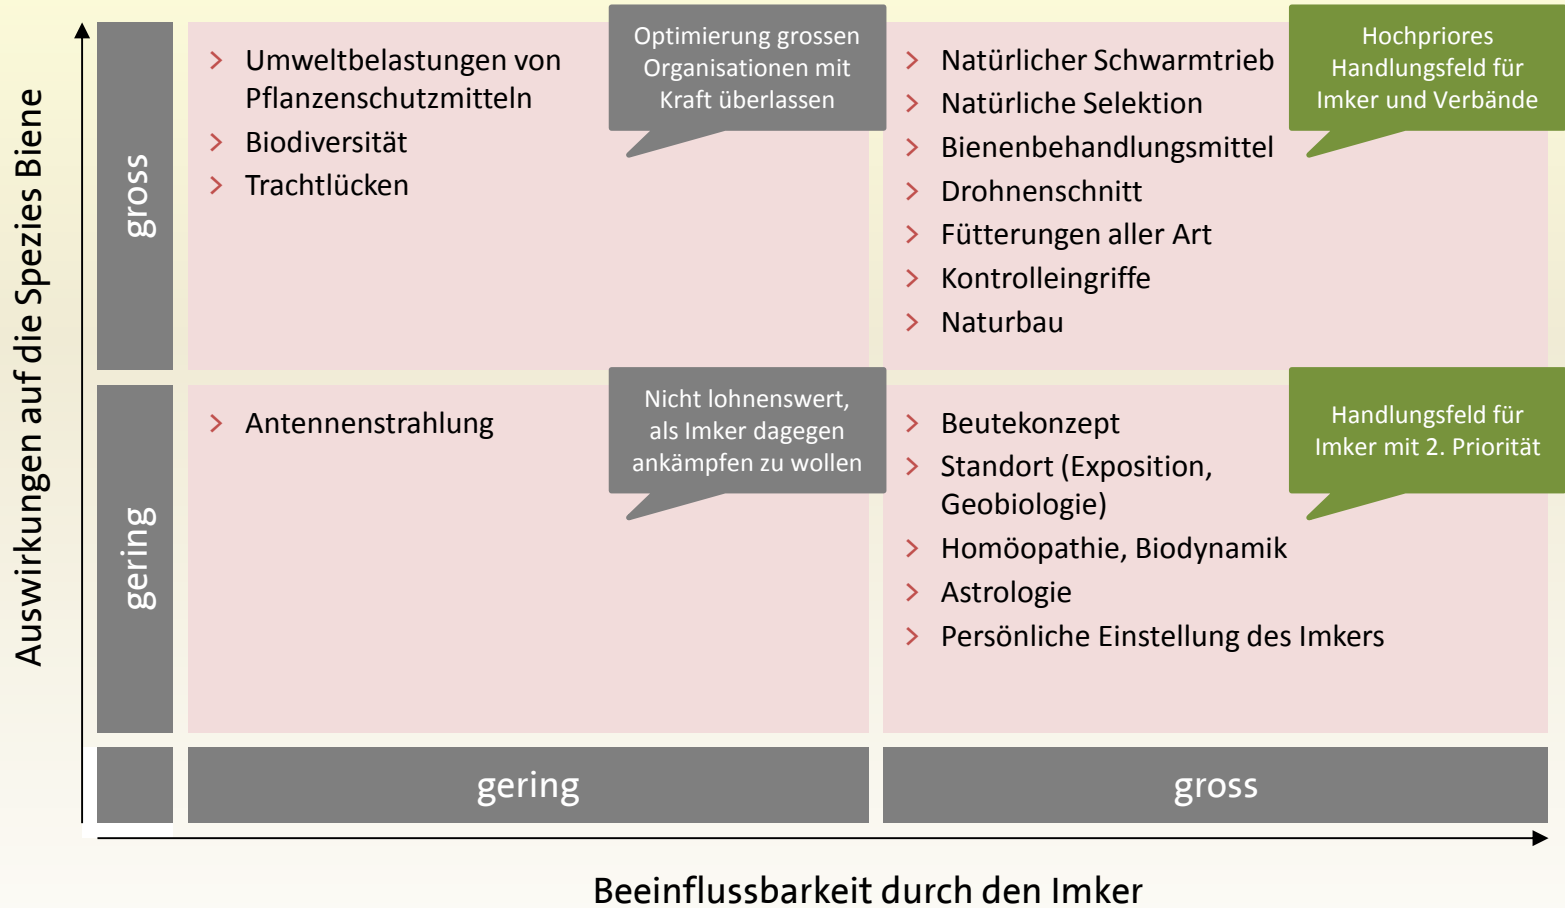 Auswirkungen auf die Spezies Biene
gross
> Umweltbelastungen von
Pflanzenschutzmitteln
> Biodiversität
> Trachtlücken
Optimierung grossen
Organisationen mit
Kraft überlassen
> Natürlicher Schwarmtrieb
> Natürliche Selektion
> Bienenbehandlungsmittel
> Drohnenschnitt
> Fütterungen aller Art
> Kontrolleingriffe
> Naturbau
Hochpriores
Handlungsfeld für
Imker und Verbände
gering
> Antennenstrahlung
Nicht lohnenswert,
als Imker dagegen
ankämpfen zu wollen
> Beutekonzept
> Standort (Exposition,
Geobiologie)
> Homöopathie, Biodynamik
> Astrologie
> Persönliche Einstellung des Imkers
Handlungsfeld für
Imker mit 2. Priorität
gering
gross
Beeinflussbarkeit durch den Imker